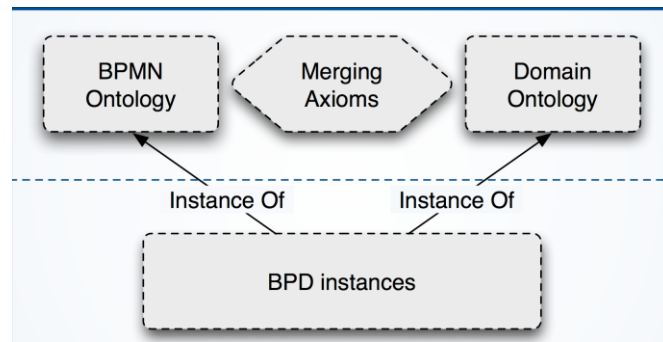 BPMN
Ontology
Merging
Axioms
Domain
Ontology
Instance Of
Instance Of
BPD instances